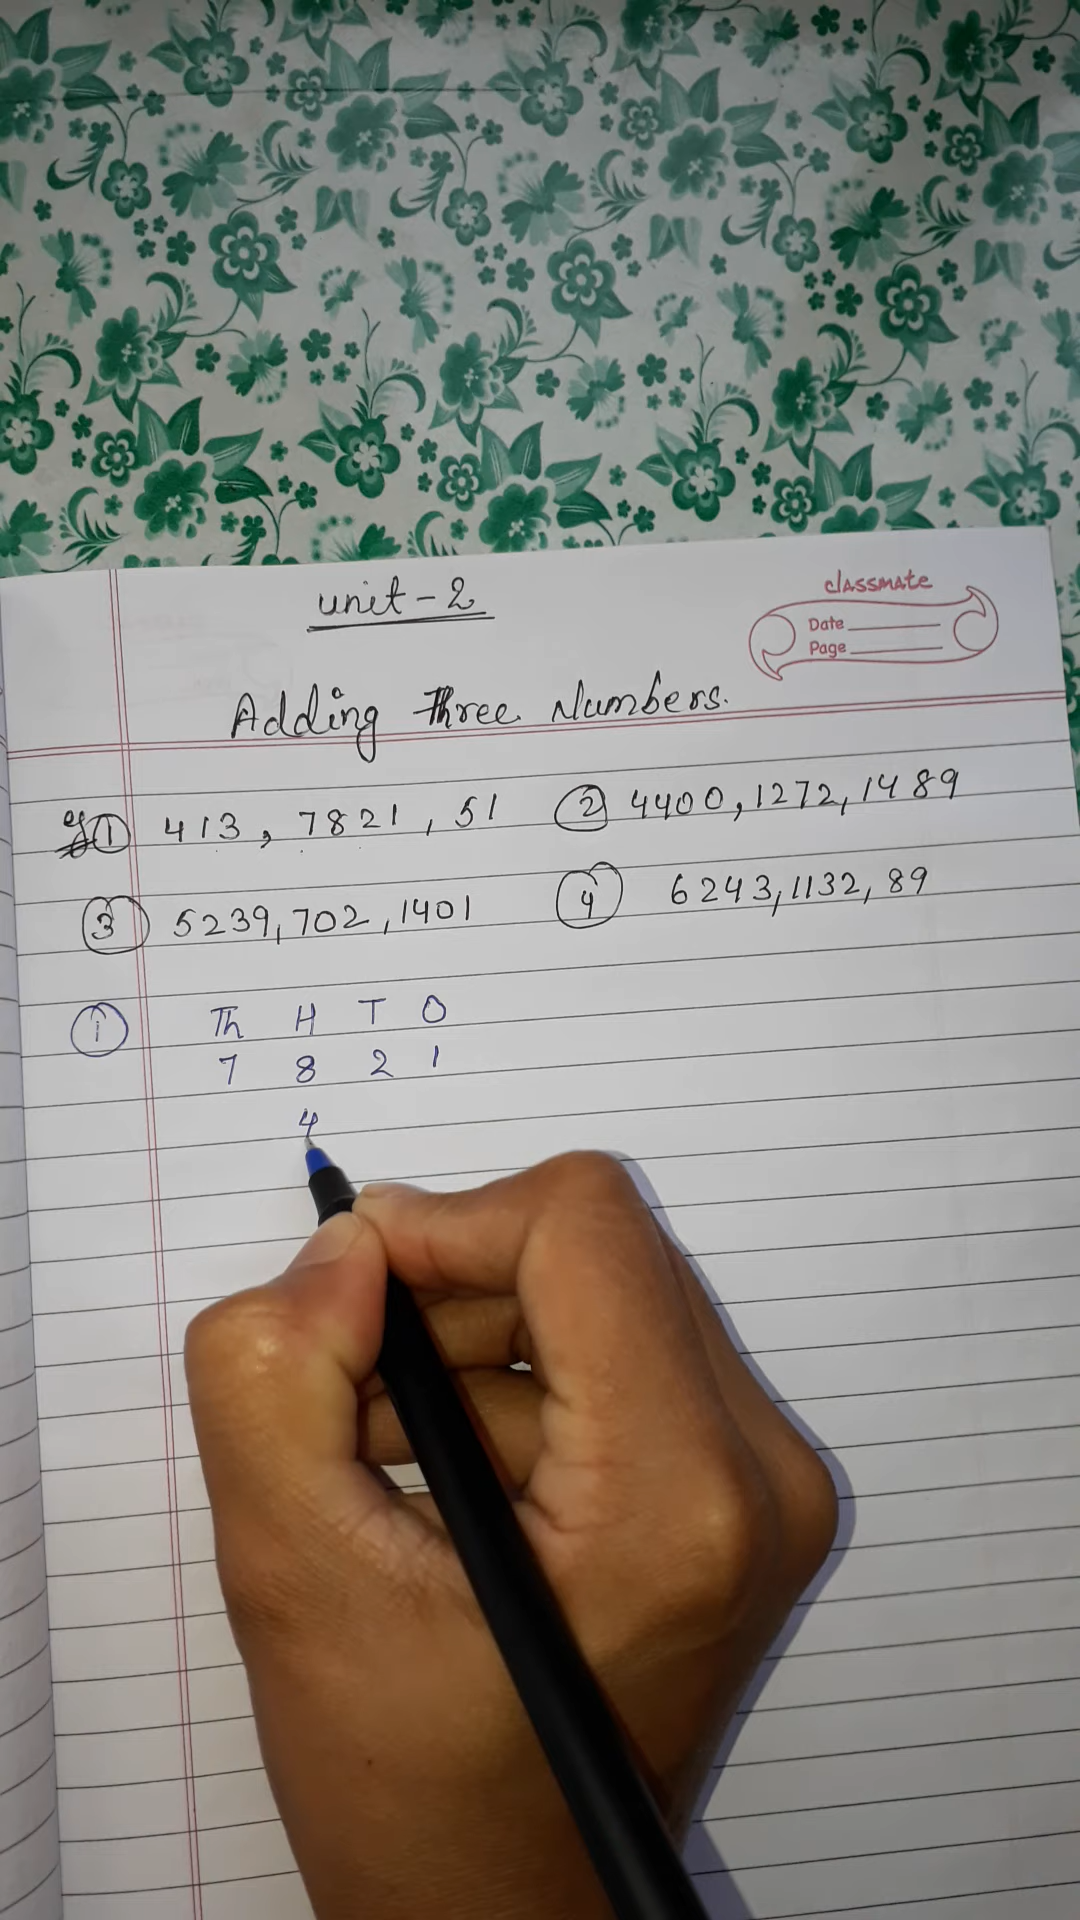 unit-2
classmate
Date
Page
Adding Three Numbers.
① 413, 7821, 51 ② 4400, 1272, 1489
③ 5239, 702, 1401 ④ 6243, 1132, 89
① Th H T O
7 8 2 1
4